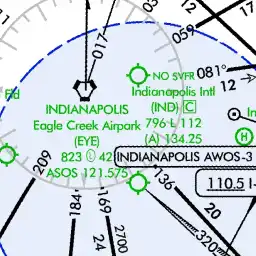 017
059
NO SVFR
081°
12
Indianapolis Intl
(IND) C
796 L 112
(A) 134.25
INDIANAPOLIS
Eagle Creek Airpark
(EYE)
823 L 42
ASOS 121.575
INDIANAPOLIS AWOS-3
H
209
136
110.5 I-
184°
169
20
24
2700
320°